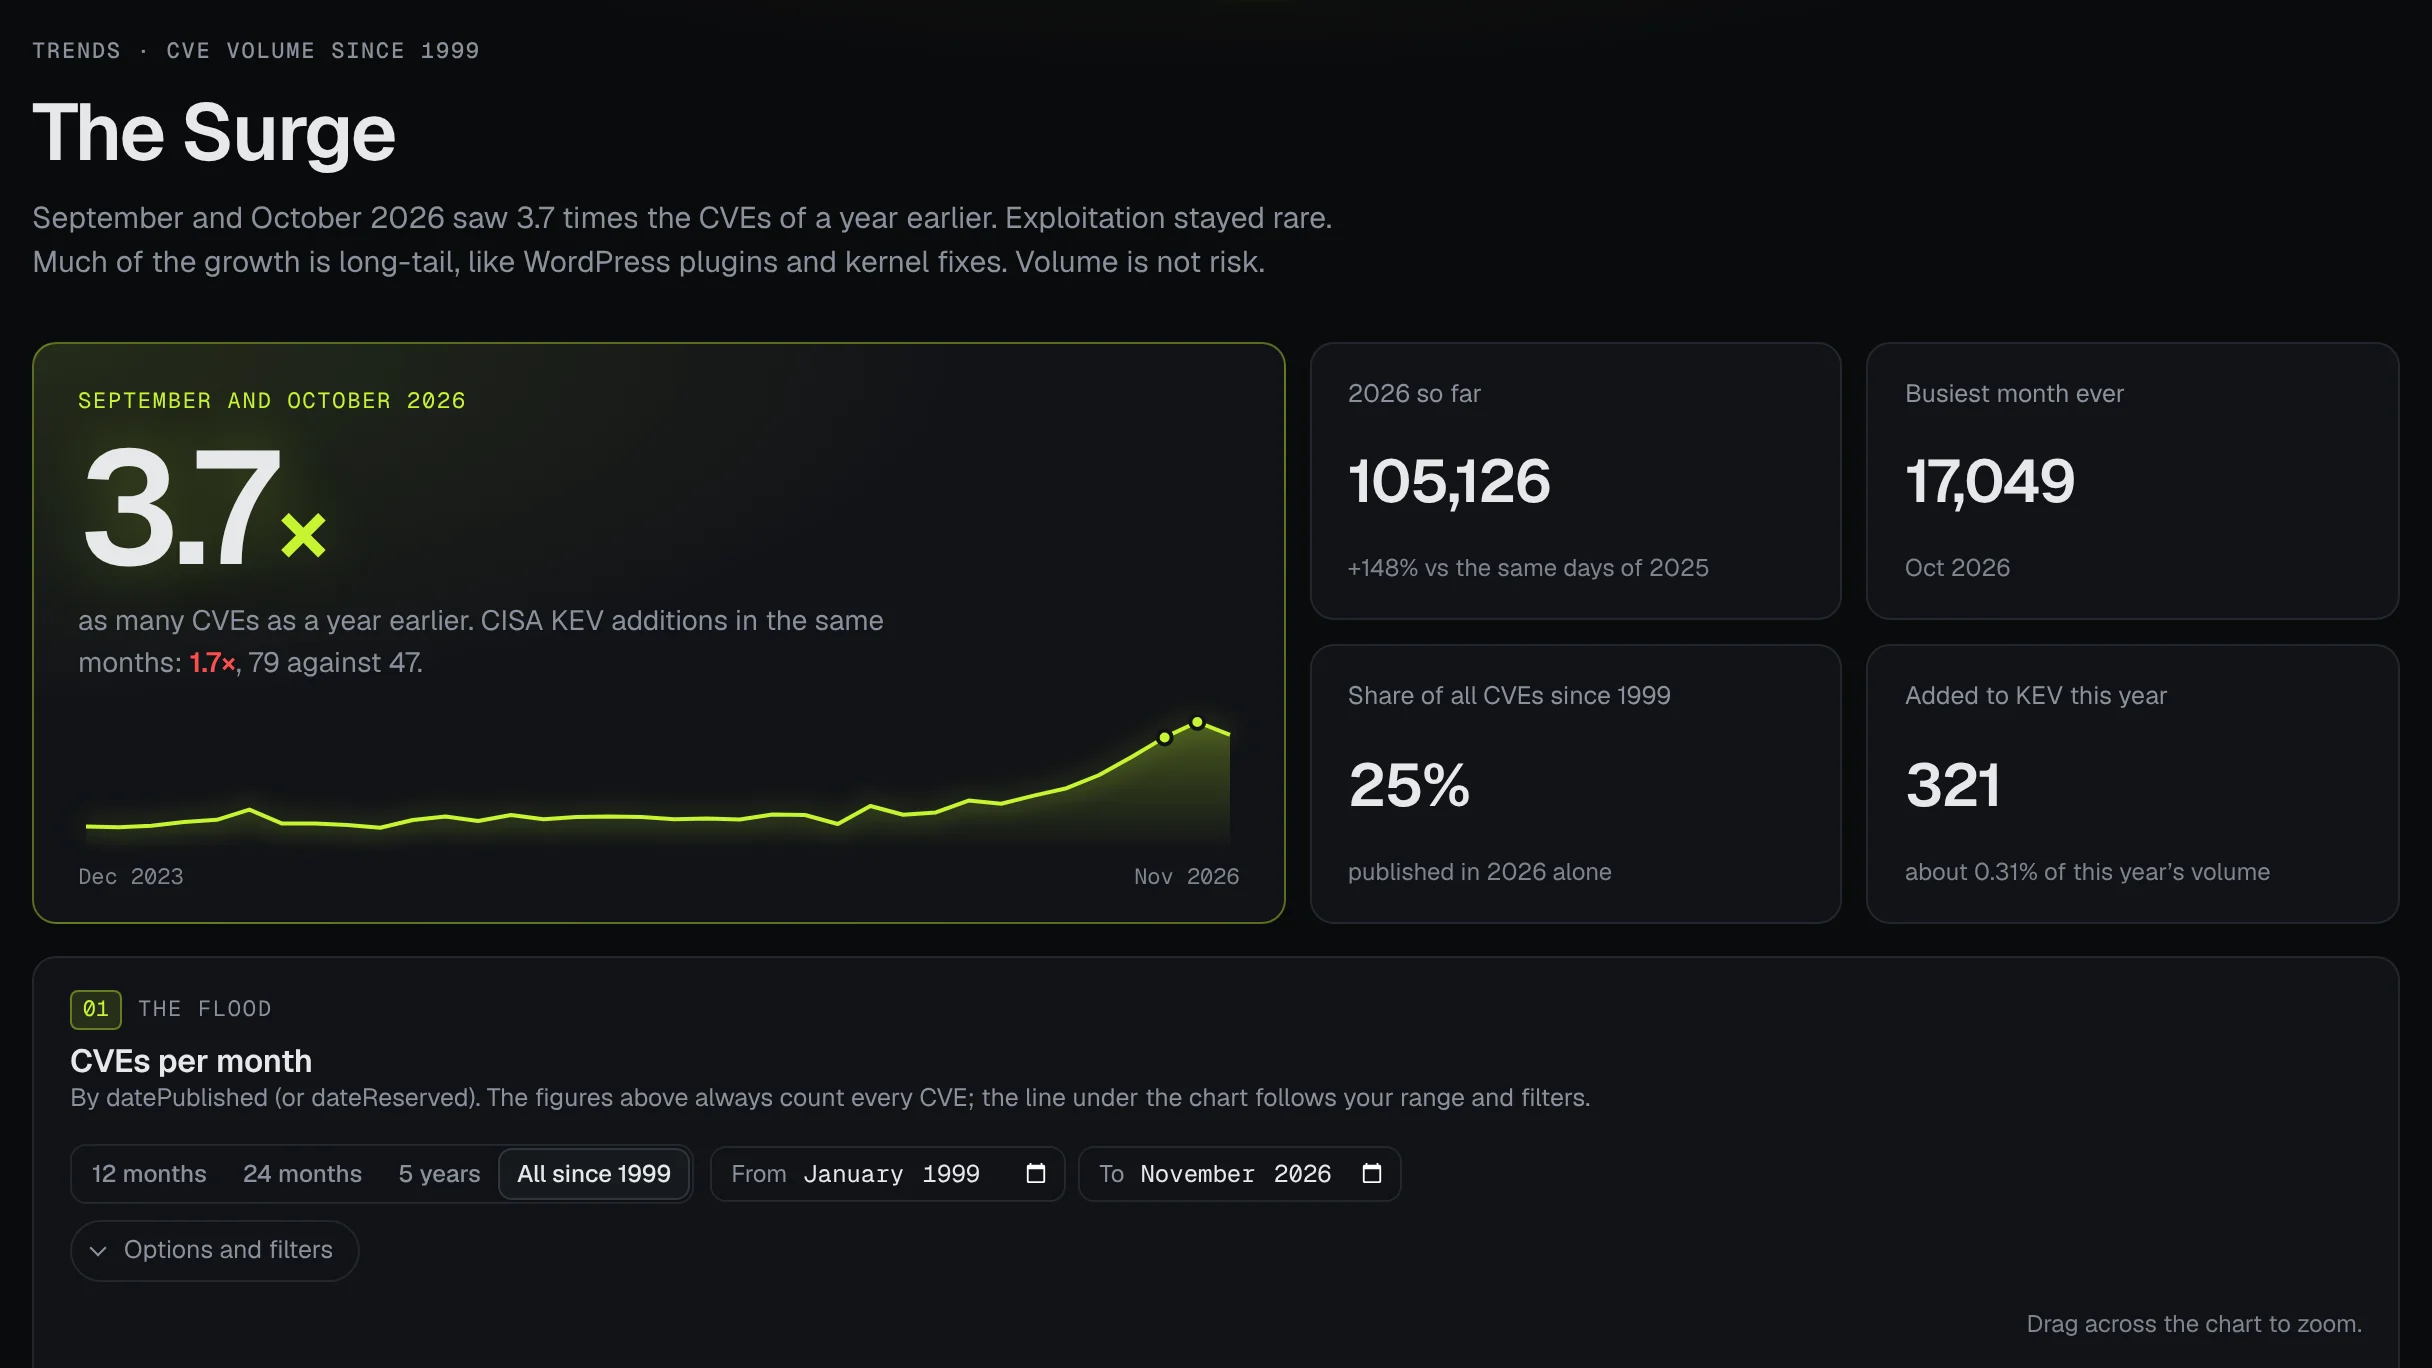 TRENDS · CVE VOLUME SINCE 1999
The Surge
September and October 2026 saw 3.7 times the CVEs of a year earlier. Exploitation stayed rare.
Much of the growth is long-tail, like WordPress plugins and kernel fixes. Volume is not risk.
SEPTEMBER AND OCTOBER 2026
3.7×
as many CVEs as a year earlier. CISA KEV additions in the same
months: 1.7×, 79 against 47.
Dec 2023
Nov 2026
2026 so far
105,126
+148% vs the same days of 2025
Busiest month ever
17,049
Oct 2026
Share of all CVEs since 1999
25%
published in 2026 alone
Added to KEV this year
321
about 0.31% of this year’s volume
01 THE FLOOD
CVEs per month
By datePublished (or dateReserved). The figures above always count every CVE; the line under the chart follows your range and filters.
12 months 24 months 5 years All since 1999 From January 1999 To November 2026
Options and filters
Drag across the chart to zoom.